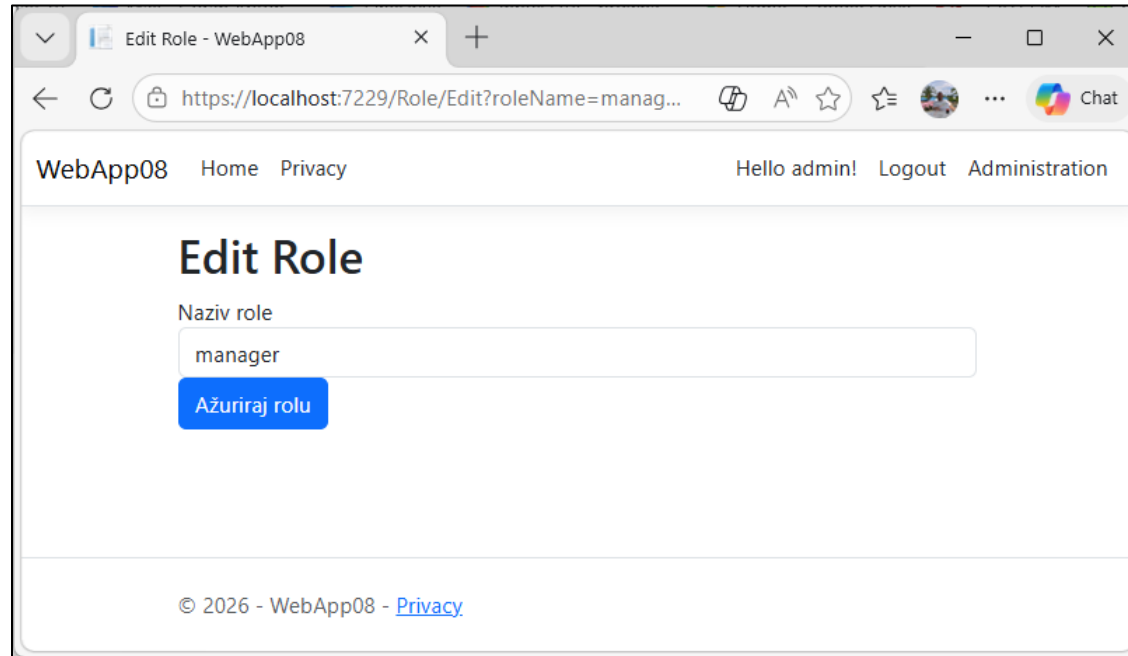 Edit Role - WebApp08
https://localhost:7229/Role/Edit?roleName=manag...
Chat
WebApp08 Home Privacy Hello admin! Logout Administration
Edit Role
Naziv role
manager
Ažuriraj rolu
© 2026 - WebApp08 - Privacy